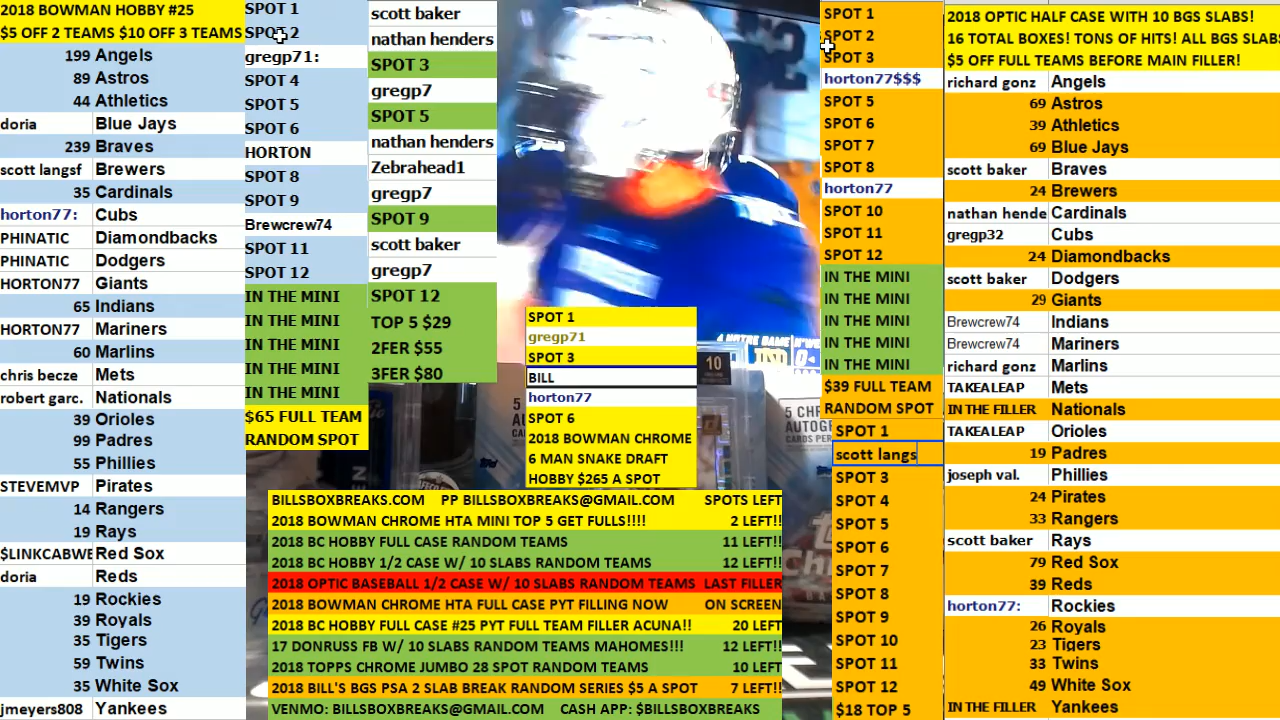 2018 BOWMAN HOBBY #25
$5 OFF 2 TEAMS $10 OFF 3 TEAMS
199 Angels
89 Astros
44 Athletics
doria Blue Jays
239 Braves
scott langsf Brewers
35 Cardinals
horton77: Cubs
PHINATIC Diamondbacks
PHINATIC Dodgers
HORTON77 Giants
65 Indians
HORTON77 Mariners
60 Marlins
chris becze Mets
robert garc. Nationals
39 Orioles
99 Padres
55 Phillies
STEVEMVP Pirates
14 Rangers
19 Rays
$LINKCABWE Red Sox
doria Reds
19 Rockies
39 Royals
35 Tigers
59 Twins
35 White Sox
jmeyers808 Yankees
SPOT 1
SPOT 2
gregp71:
SPOT 4
SPOT 5
SPOT 6
HORTON
SPOT 8
SPOT 9
Brewcrew74
SPOT 11
SPOT 12
IN THE MINI
IN THE MINI
IN THE MINI
IN THE MINI
IN THE MINI
$65 FULL TEAM
RANDOM SPOT
scott baker
nathan henders
SPOT 3
gregp7
SPOT 5
nathan henders
Zebrahead1
gregp7
SPOT 9
scott baker
gregp7
SPOT 12
TOP 5 $29
2FER $55
3FER $80
SPOT 1
gregp71
SPOT 3
BILL
horton77
SPOT 6
2018 BOWMAN CHROME
6 MAN SNAKE DRAFT
HOBBY $265 A SPOT
10
BILLSBOXBREAKS.COM PP BILLSBOXBREAKS@GMAIL.COM SPOTS LEFT
2018 BOWMAN CHROME HTA MINI TOP 5 GET FULLS!!!! 2 LEFT!!
2018 BC HOBBY FULL CASE RANDOM TEAMS 11 LEFT!!
2018 BC HOBBY 1/2 CASE W/ 10 SLABS RANDOM TEAMS 12 LEFT!!
2018 OPTIC BASEBALL 1/2 CASE W/ 10 SLABS RANDOM TEAMS LAST FILLER
2018 BOWMAN CHROME HTA FULL CASE PYT FILLING NOW ON SCREEN
2018 BC HOBBY FULL CASE #25 PYT FULL TEAM FILLER ACUNA!! 20 LEFT
17 DONRUSS FB W/ 10 SLABS RANDOM TEAMS MAHOMES!!! 12 LEFT!!
2018 TOPPS CHROME JUMBO 28 SPOT RANDOM TEAMS 10 LEFT
2018 BILL'S BGS PSA 2 SLAB BREAK RANDOM SERIES $5 A SPOT 7 LEFT!!
VENMO: BILLSBOXBREAKS@GMAIL.COM CASH APP: $BILLSBOXBREAKS
SPOT 1
SPOT 2
SPOT 3
horton77$$$
SPOT 5
SPOT 6
SPOT 7
SPOT 8
horton77
SPOT 10
SPOT 11
SPOT 12
IN THE MINI
IN THE MINI
IN THE MINI
IN THE MINI
IN THE MINI
$39 FULL TEAM
RANDOM SPOT
SPOT 1
scott langs
SPOT 3
SPOT 4
SPOT 5
SPOT 6
SPOT 7
SPOT 8
SPOT 9
SPOT 10
SPOT 11
SPOT 12
$18 TOP 5
2018 OPTIC HALF CASE WITH 10 BGS SLABS!
16 TOTAL BOXES! TONS OF HITS! ALL BGS SLABS
$5 OFF FULL TEAMS BEFORE MAIN FILLER!
richard gonz Angels
69 Astros
39 Athletics
69 Blue Jays
scott baker Braves
24 Brewers
nathan hende Cardinals
gregp32 Cubs
24 Diamondbacks
scott baker Dodgers
29 Giants
Brewcrew74 Indians
Brewcrew74 Mariners
richard gonz Marlins
TAKEALEAP Mets
IN THE FILLER Nationals
TAKEALEAP Orioles
19 Padres
joseph val. Phillies
24 Pirates
33 Rangers
scott baker Rays
79 Red Sox
39 Reds
horton77: Rockies
26 Royals
23 Tigers
33 Twins
49 White Sox
IN THE FILLER Yankees